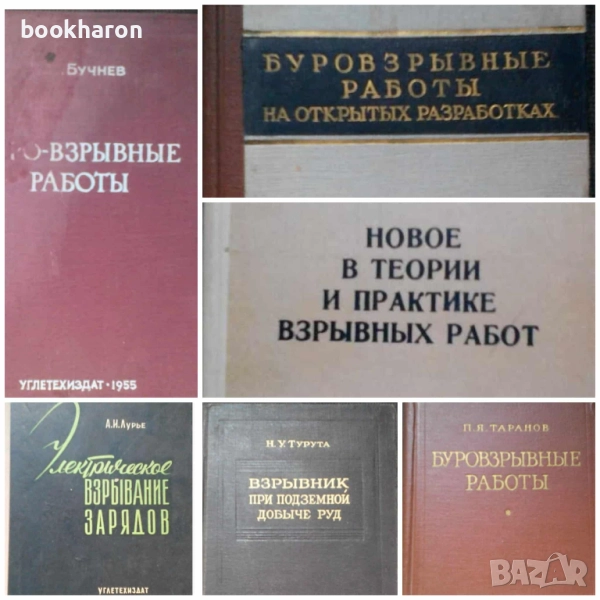 bookharon
БУЧНЕВ
О-ВЗРЫВНЫЕ
РАБОТЫ
УГЛЕТЕХИЗДАТ·1955
БУРОВЗРЫВНЫЕ
РАБОТЫ
НА ОТКРЫТЫХ РАЗРАБОТКАХ
НОВОЕ
В ТЕОРИИ
И ПРАКТИКЕ
ВЗРЫВНЫХ РАБОТ
А.И.Лурье
Электрическое
ВЗРЫВАНИЕ
ЗАРЯДОВ
УГЛЕТЕХИЗДАТ
Н.У.ТУРУТА
ВЗРЫВНИК
ПРИ ПОДЗЕМНОЙ
ДОБЫЧЕ РУД
П.Я.ТАРАНОВ
БУРОВЗРЫВНЫЕ
РАБОТЫ
BAZAR